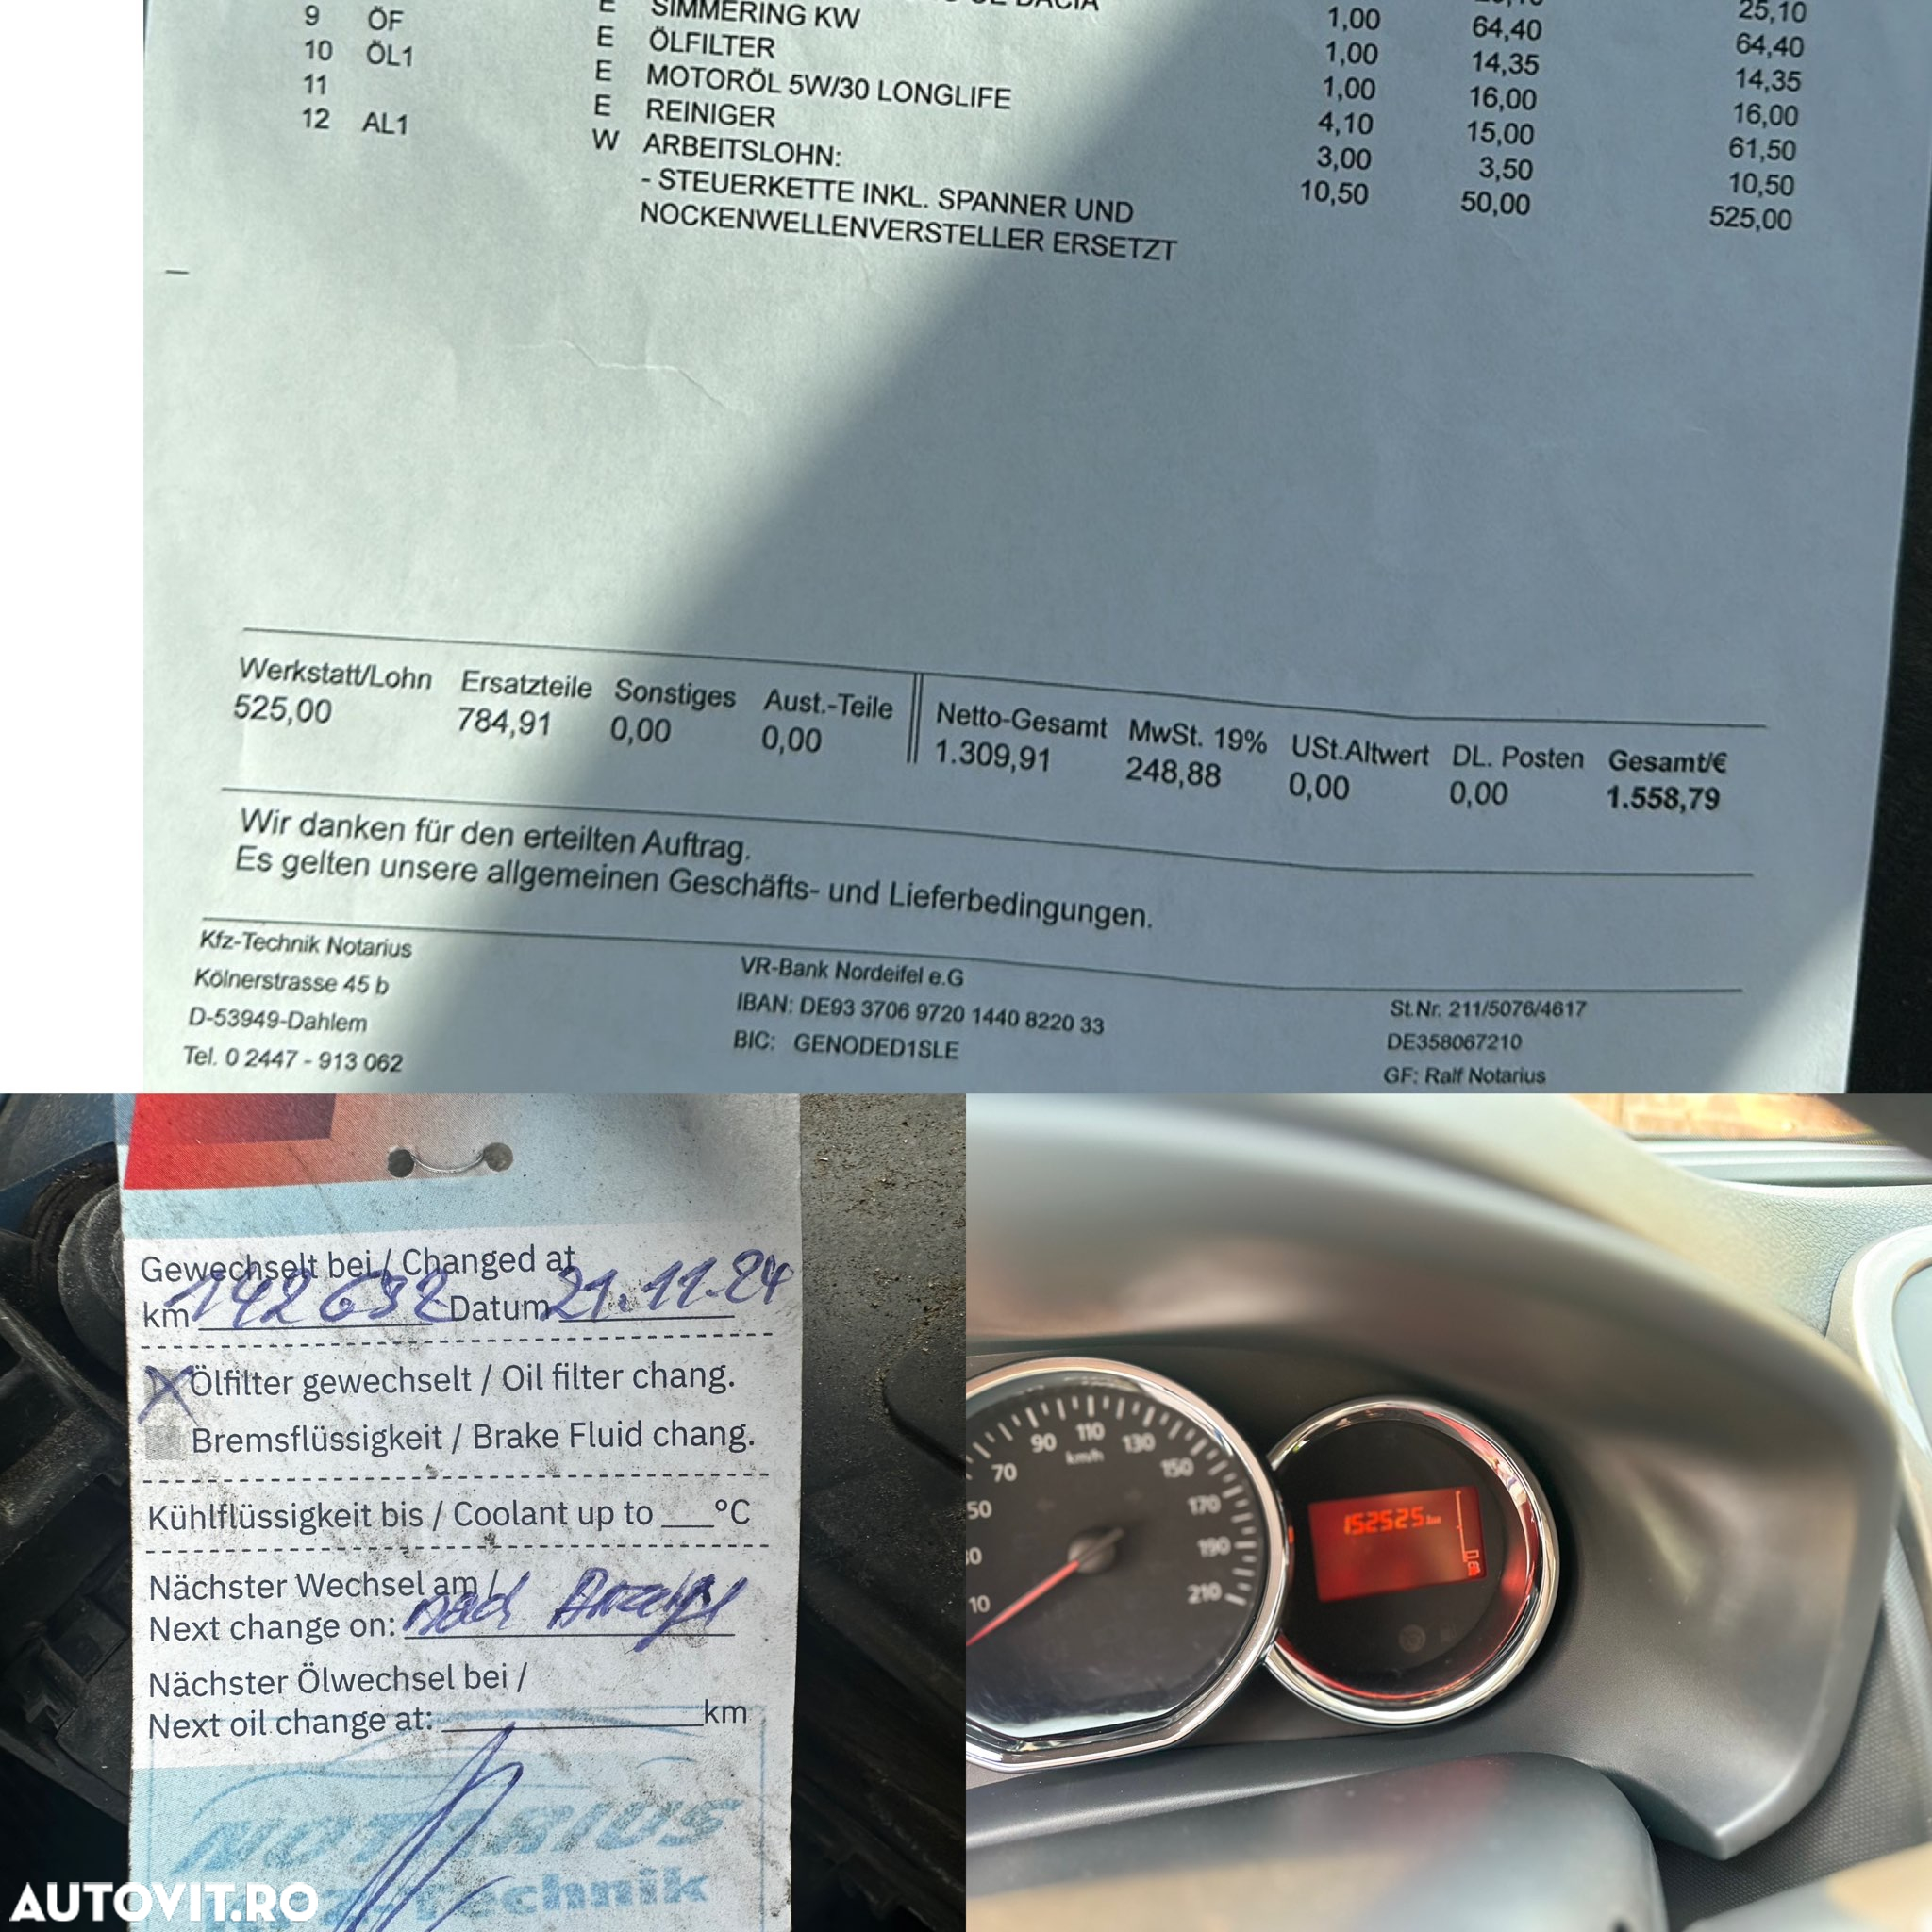 DACIA 25,10
9 ÖF E SIMMERING KW 1,00 64,40 64,40
10 ÖL1 E ÖLFILTER 1,00 14,35 14,35
11 E MOTORÖL 5W/30 LONGLIFE 1,00 16,00 16,00
12 AL1 E REINIGER 4,10 15,00 61,50
W ARBEITSLOHN: 3,00 3,50 10,50
- STEUERKETTE INKL. SPANNER UND 10,50 50,00 525,00
NOCKENWELLENVERSTELLER ERSETZT
Werkstatt/Lohn Ersatzteile Sonstiges Aust.-Teile Netto-Gesamt MwSt. 19% USt.Altwert DL. Posten Gesamt/€
525,00 784,91 0,00 0,00 1.309,91 248,88 0,00 0,00 1.558,79
Wir danken für den erteilten Auftrag.
Es gelten unsere allgemeinen Geschäfts- und Lieferbedingungen.
Kfz-Technik Notarius
Kölnerstrasse 45 b
D-53949-Dahlem
Tel. 0 2447 - 913 062
VR-Bank Nordeifel e.G
IBAN: DE93 3706 9720 1440 8220 33
BIC: GENODED1SLE
St.Nr. 211/5076/4617
DE358067210
GF: Ralf Notarius
Gewechselt bei / Changed at
km 142632 Datum 21.11.24
Ölfilter gewechselt / Oil filter chang.
Bremsflüssigkeit / Brake Fluid chang.
Kühlflüssigkeit bis / Coolant up to ___°C
Nächster Wechsel am /
Next change on: nach Anzeige
Nächster Ölwechsel bei /
Next oil change at: km
NOTARIUS
technik
10
50
70
90
110
130
150
170
190
210
km/h
152525 km
AUTOVIT.RO